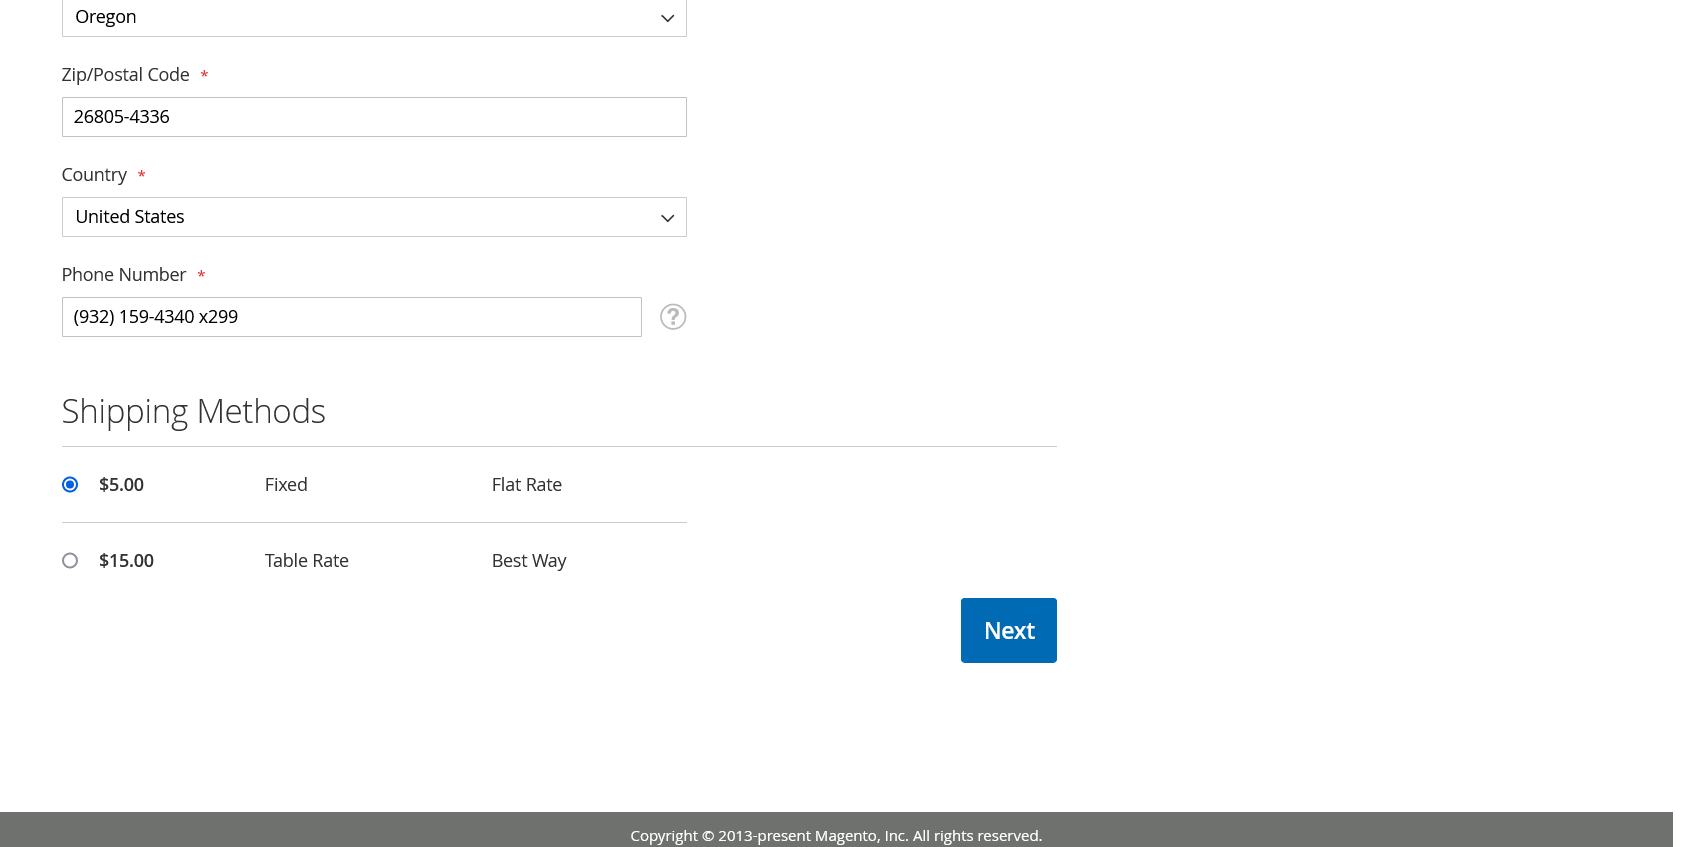 Oregon
Zip/Postal Code *
26805-4336
Country *
United States
Phone Number *
(932) 159-4340 x299
?
Shipping Methods
$5.00 Fixed Flat Rate
$15.00 Table Rate Best Way
Next
Copyright © 2013-present Magento, Inc. All rights reserved.